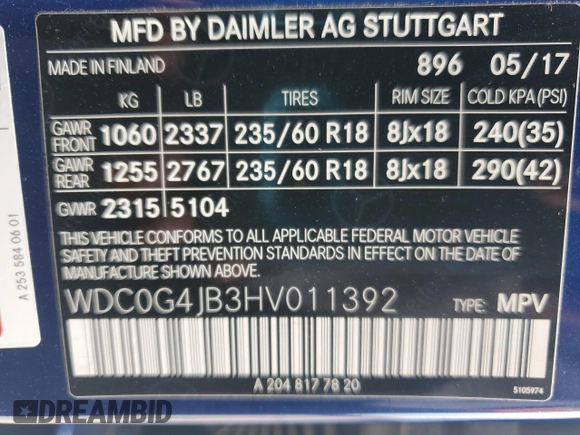 MFD BY DAIMLER AG STUTTGART
MADE IN FINLAND 896 05/17
KG LB TIRES RIM SIZE COLD KPA (PSI)
GAWR FRONT 1060 2337 235/60 R18 8Jx18 240(35)
GAWR REAR 1255 2767 235/60 R18 8Jx18 290(42)
GVWR 2315 5104
THIS VEHICLE CONFORMS TO ALL APPLICABLE FEDERAL MOTOR VEHICLE
SAFETY AND THEFT PREVENTION STANDARDS IN EFFECT ON THE DATE OF
MANUFACTURE SHOWN ABOVE.
WDC0G4JB3HV011392 TYPE: MPV
A 204 817 78 20
5105974
A 253 584 06 01
DREAMBID